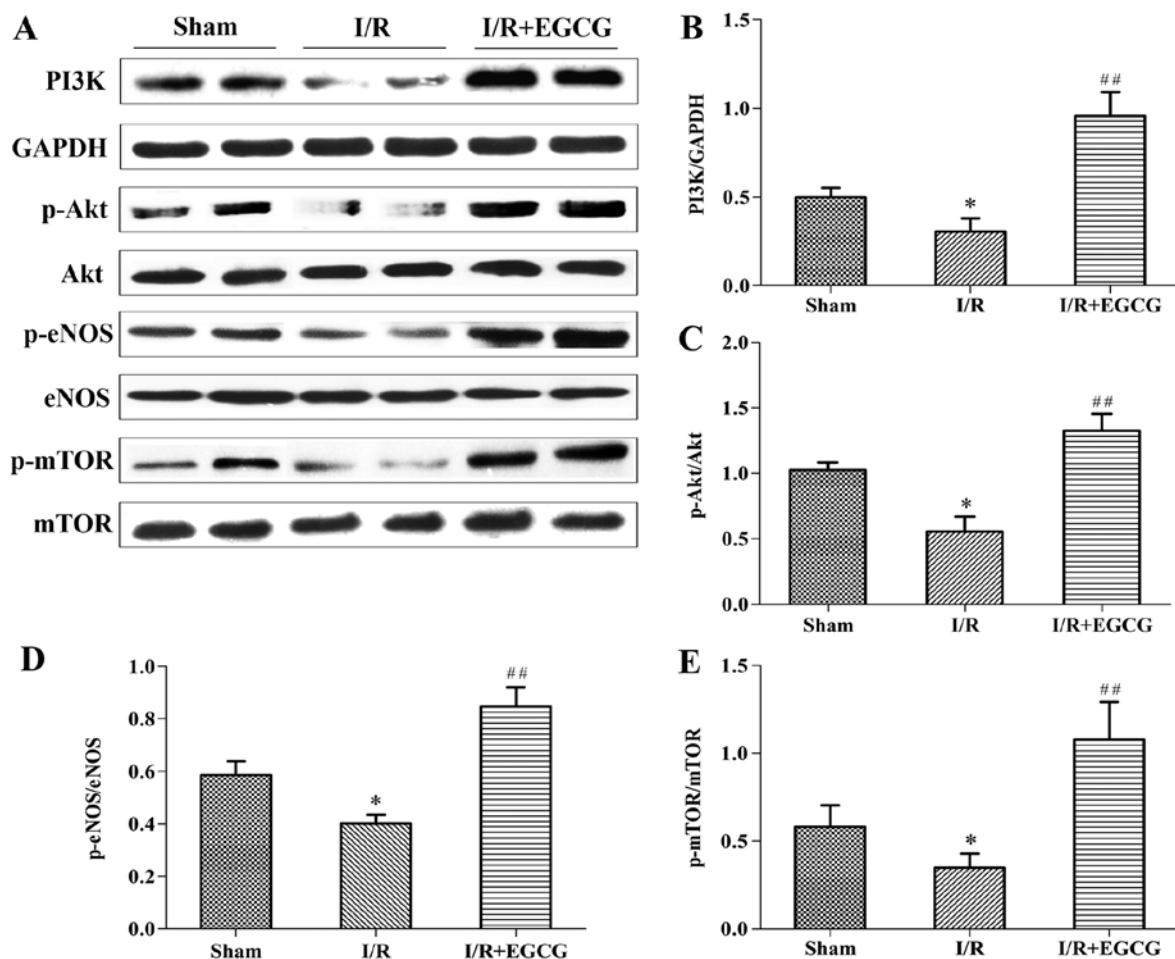 A
Sham I/R I/R+EGCG
PI3K
GAPDH
p-Akt
Akt
p-eNOS
eNOS
p-mTOR
mTOR
B
PI3K/GAPDH
1.5
1.0
0.5
0.0
*
##
Sham I/R I/R+EGCG
C
p-Akt/Akt
2.0
1.5
1.0
0.5
0.0
*
##
Sham I/R I/R+EGCG
D
p-eNOS/eNOS
1.0
0.8
0.6
0.4
0.2
0.0
*
##
Sham I/R I/R+EGCG
E
p-mTOR/mTOR
1.5
1.0
0.5
0.0
*
##
Sham I/R I/R+EGCG